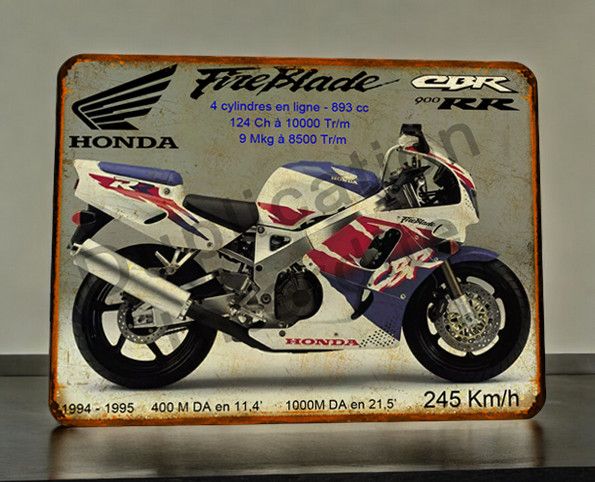 FireBlade CBR
900 RR
HONDA
4 cylindres en ligne - 893 cc
124 Ch à 10000 Tr/m
9 Mkg à 8500 Tr/m
R
HONDA
FireBlade
CBR
HONDA
1994 - 1995 400 M DA en 11,4' 1000M DA en 21,5' 245 Km/h